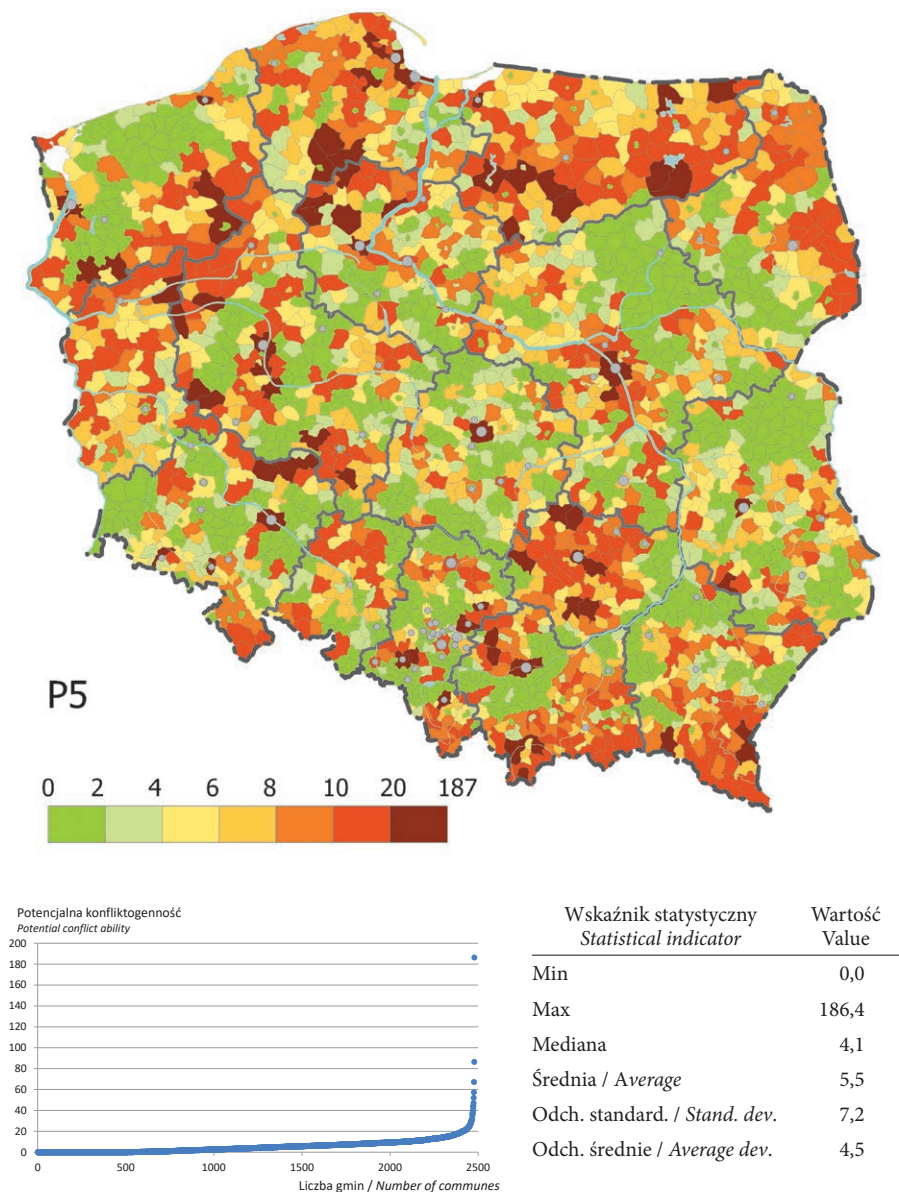 P5
0 2 4 6 8 10 20 187
Potencjalna konfliktogenność
Potential conflict ability
200
180
160
140
120
100
80
60
40
20
0
0 500 1000 1500 2000 2500
Liczba gmin / Number of communes
Wskaźnik statystyczny Wartość
Statistical indicator Value
Min 0,0
Max 186,4
Mediana 4,1
Średnia / Average 5,5
Odch. standard. / Stand. dev. 7,2
Odch. średnie / Average dev. 4,5